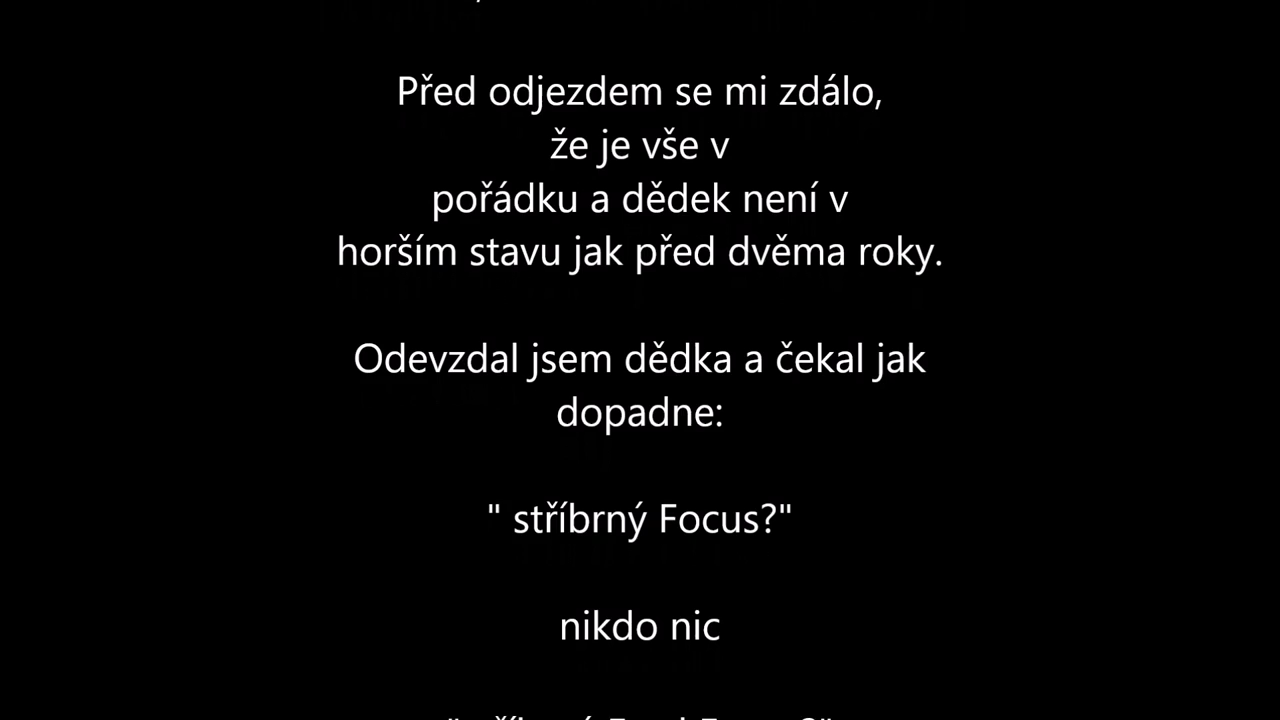 Před odjezdem se mi zdálo,
že je vše v
pořádku a dědek není v
horším stavu jak před dvěma roky.
Odevzdal jsem dědka a čekal jak
dopadne:
" stříbrný Focus?"
nikdo nic